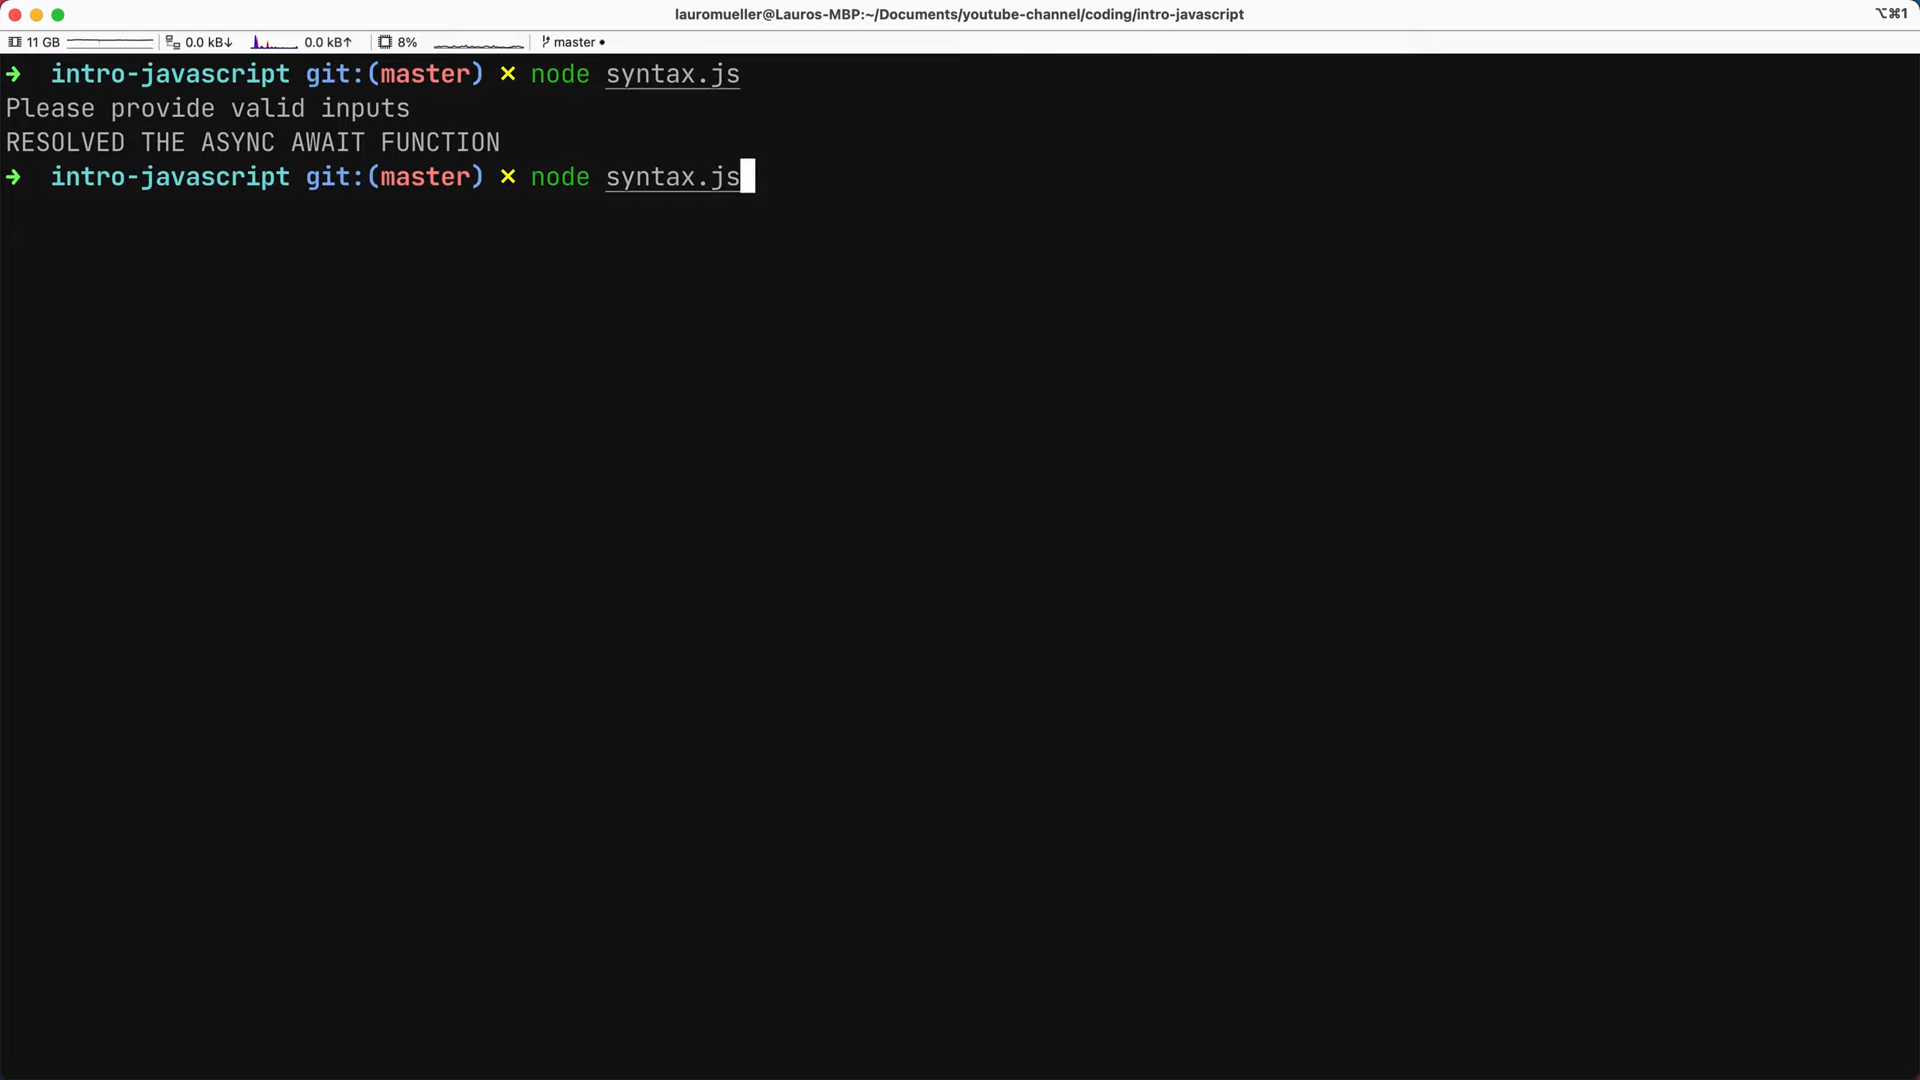 lauromueller@Lauros-MBP:~/Documents/youtube-channel/coding/intro-javascript ⌥⌘1
11 GB 0.0 kB↓ 0.0 kB↑ 8% master •
➜ intro-javascript git:(master) ✗ node syntax.js
Please provide valid inputs
RESOLVED THE ASYNC AWAIT FUNCTION
➜ intro-javascript git:(master) ✗ node syntax.js